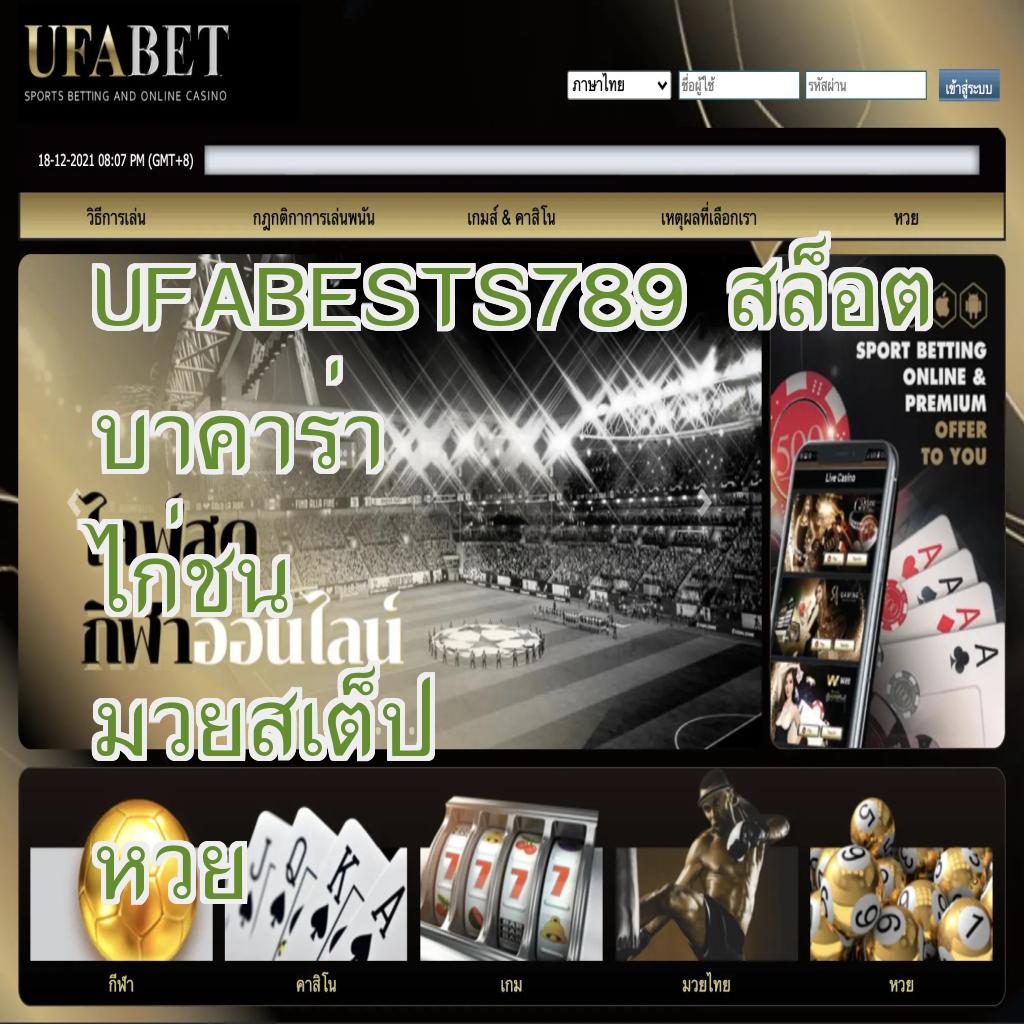 UFABET
SPORTS BETTING AND ONLINE CASINO
ภาษาไทย
ชื่อผู้ใช้
รหัสผ่าน
เข้าสู่ระบบ
18-12-2021 08:07 PM (GMT+8)
วิธีการเล่น
กฎกติกาการเล่นพนัน
เกมส์ & คาสิโน
เหตุผลที่เลือกเรา
หวย
UFABESTS789 สล็อต
บาคาร่า
ไก่ชน
มวยสเต็ป
หวย
กีฬาออนไลน์
SPORT BETTING
ONLINE &
PREMIUM
OFFER
TO YOU
Live Casino
กีฬา
คาสิโน
เกม
มวยไทย
หวย